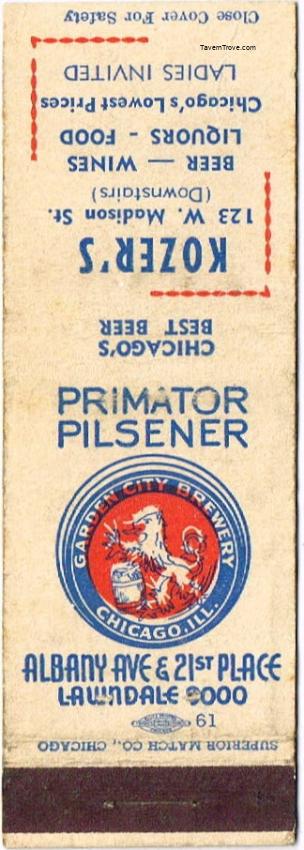 TavernTrove.com
CHICAGO'S
BEST BEER
KOZER'S
123 W. Madison St.
(Downstairs)
BEER — WINES
LIQUORS - FOOD
Chicago's Lowest Prices
LADIES INVITED
Close Cover For Safety
PRIMATOR
PILSENER
GARDEN CITY BREWERY
CHICAGO, ILL.
ALBANY AVE & 21ST PLACE
LAWNDALE
SUPERIOR MATCH CO., CHICAGO